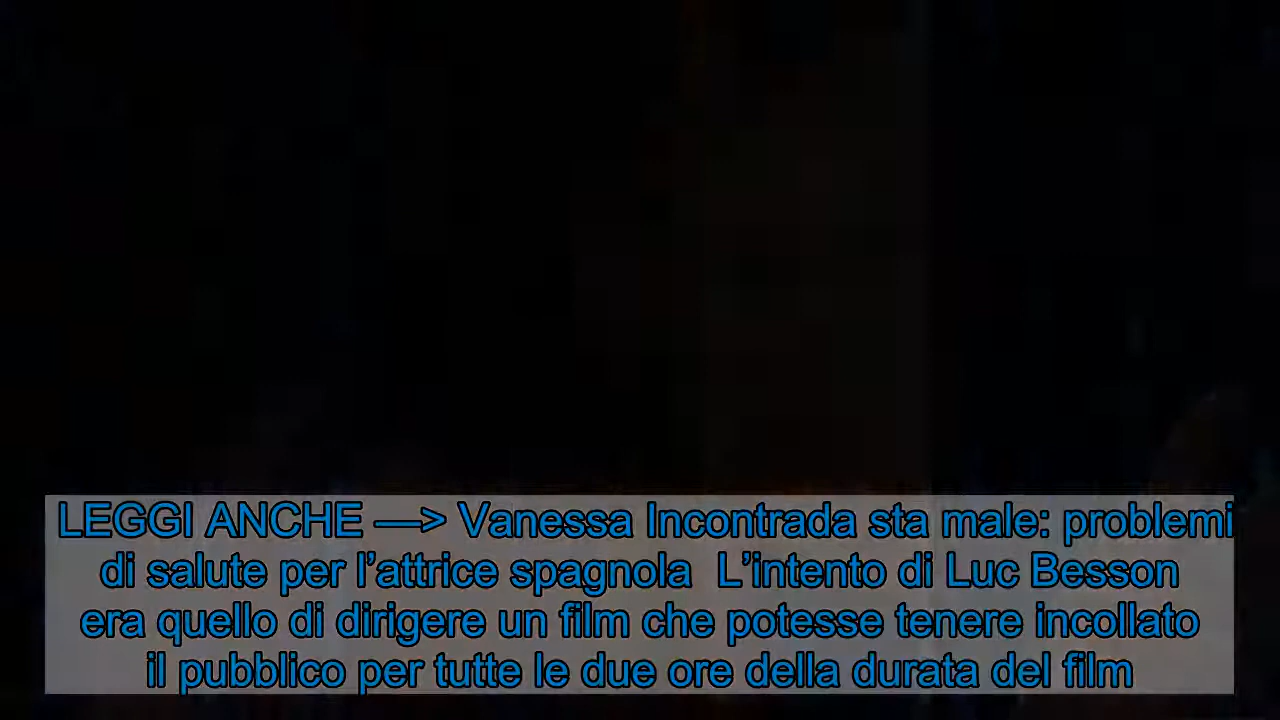 LEGGI ANCHE —> Vanessa Incontrada sta male: problemi
di salute per l’attrice spagnola  L’intento di Luc Besson
era quello di dirigere un film che potesse tenere incollato
il pubblico per tutte le due ore della durata del film